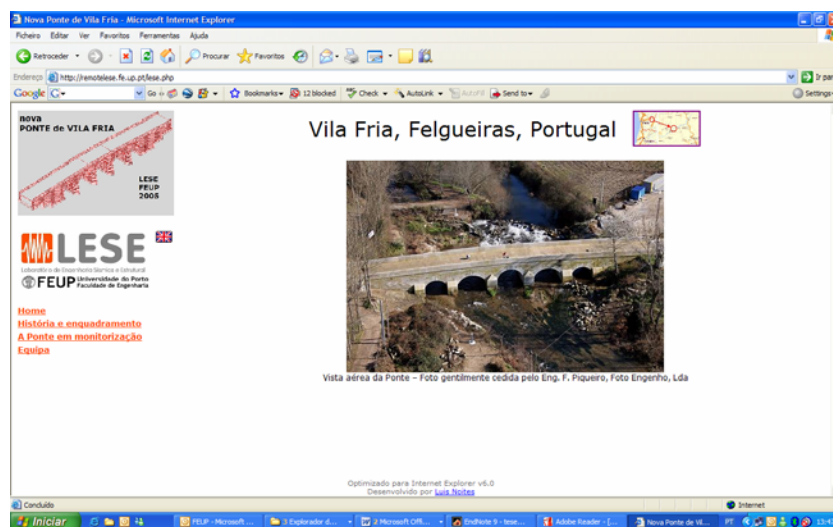 Nova Ponte de Vila Fria - Microsoft Internet Explorer
Ficheiro Editar Ver Favoritos Ferramentas Ajuda
Retroceder Procurar Favoritos
Endereço http://remotelese.fe.up.pt/lese.php Ir para
Google Go Bookmarks 12 blocked Check AutoLink AutoFill Send to Settings
nova
PONTE de VILA FRIA
LESE
FEUP
2005
Vila Fria, Felgueiras, Portugal
LESE
Laboratório de Engenharia Sísmica e Estrutural
FEUP Universidade do Porto
Faculdade de Engenharia
Home
História e enquadramento
A Ponte em monitorização
Equipa
Vista aérea da Ponte – Foto gentilmente cedida pelo Eng. F. Piqueiro, Foto Engenho, Lda
Optimizado para Internet Explorer v6.0
Desenvolvido por Luis Noites
Concluído Internet
Iniciar FEUP - Microsoft ... 3 Explorador d... 2 Microsoft Offi... EndNote 9 - tese... Adobe Reader - [... Nova Ponte de Vil... PT